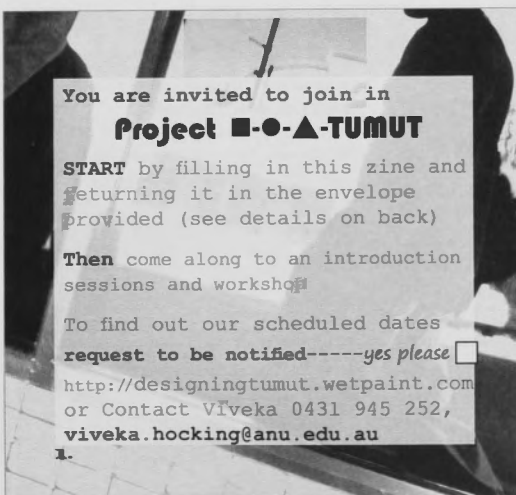 You are invited to join in
Project ■-●-▲-TUMUT
START by filling in this zine and
returning it in the envelope
provided (see details on back)
Then come along to an introduction
sessions and workshop
To find out our scheduled dates
request to be notified-----yes please □
http://designingtumut.wetpaint.com
or Contact Viveka 0431 945 252,
viveka.hocking@anu.edu.au
1.